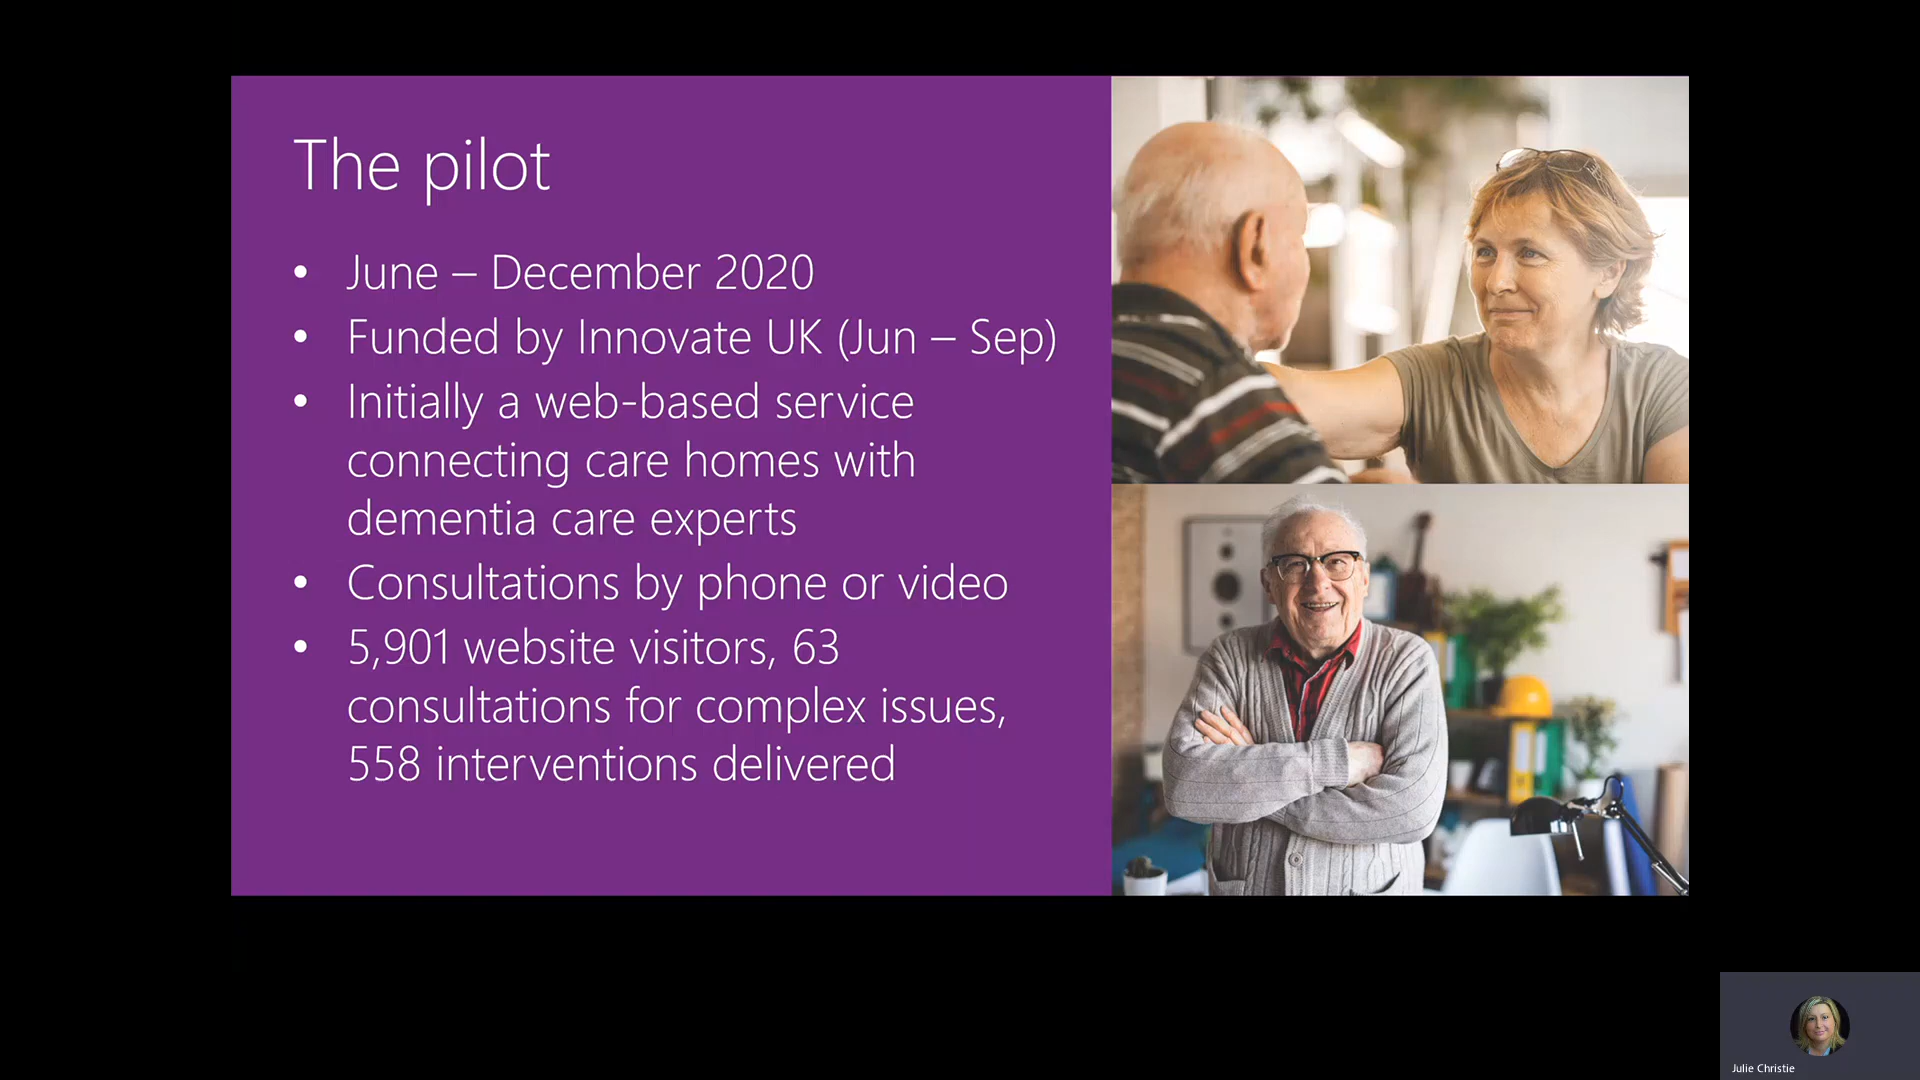 The pilot
• June – December 2020
• Funded by Innovate UK (Jun – Sep)
• Initially a web-based service
connecting care homes with
dementia care experts
• Consultations by phone or video
• 5,901 website visitors, 63
consultations for complex issues,
558 interventions delivered
Julie Christie